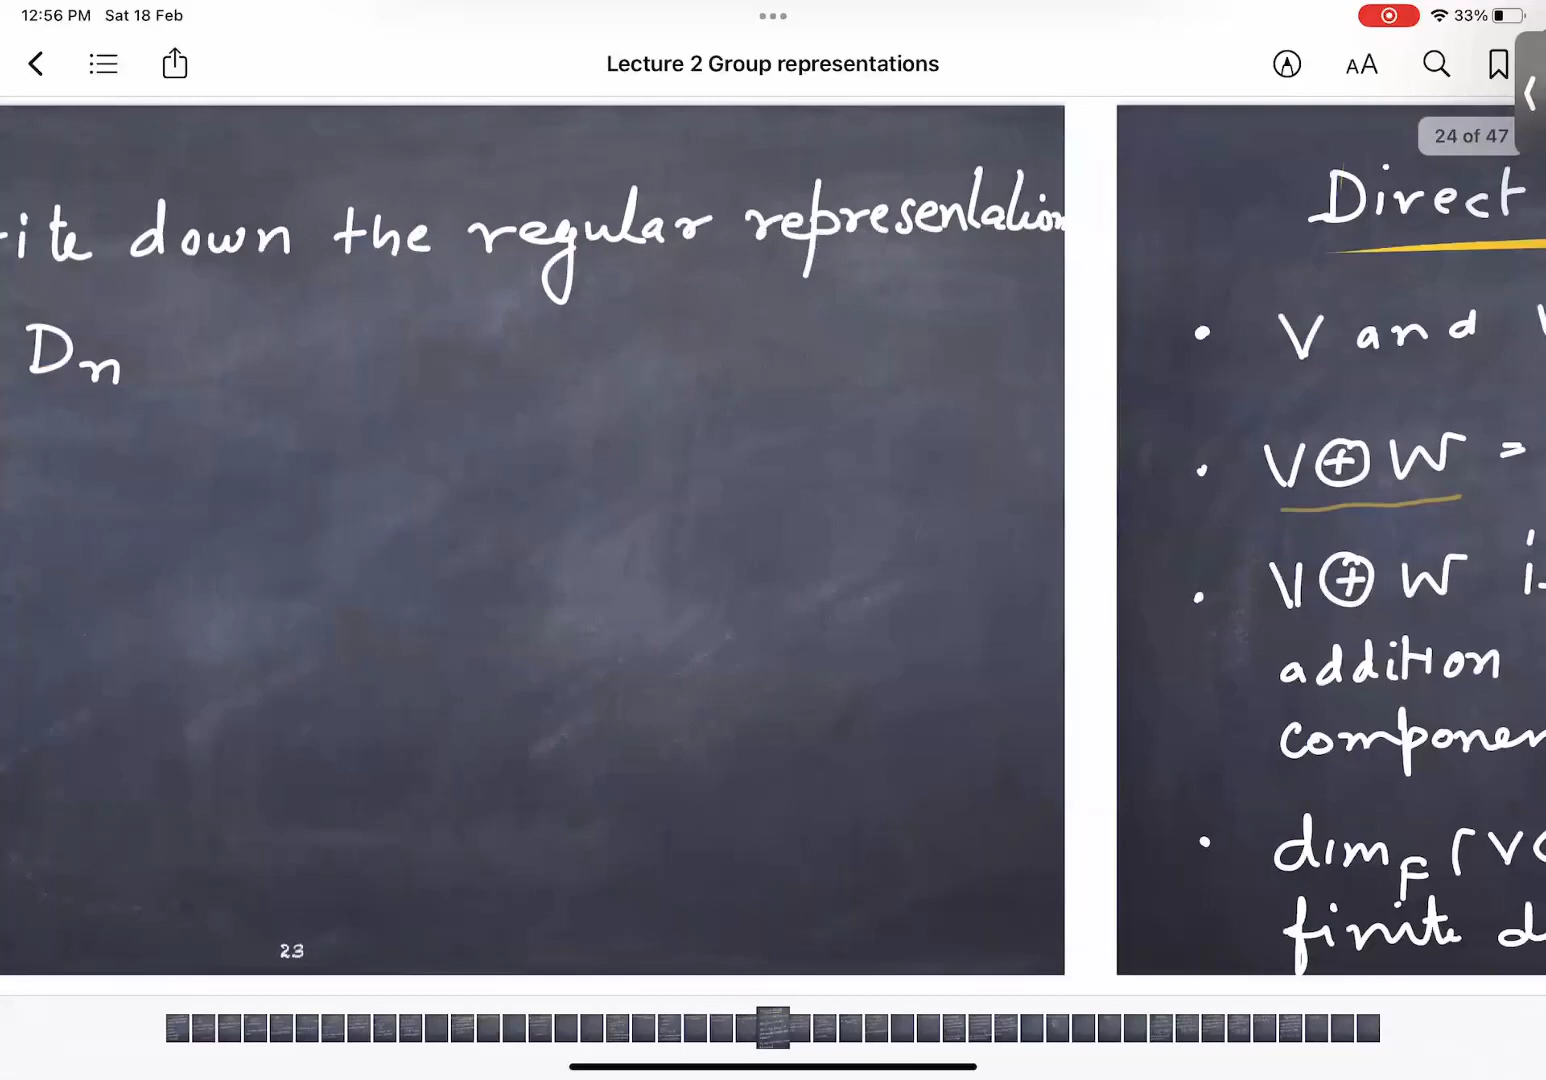 12:56 PM Sat 18 Feb
33%
Lecture 2 Group representations
AA
24 of 47
ite down the regular representation
Dn
23
Direct
• V and
• V⊕W =
• V⊕W i
addition
componen
• dim_F (V
finite d